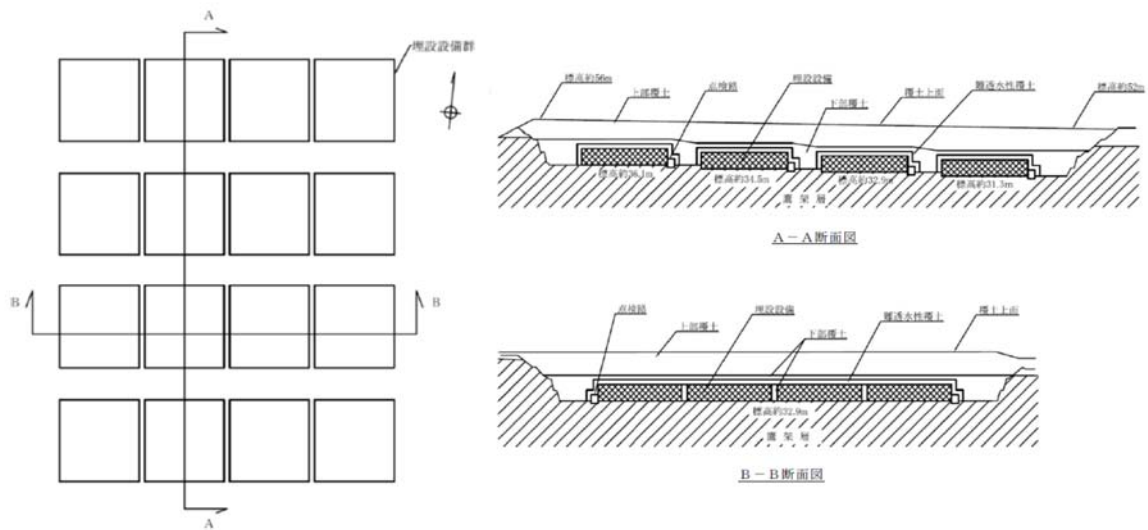 A
埋設設備群
B
B
A
標高約56m
上部覆土
点検路
埋設設備
下部覆土
覆土上面
難透水性覆土
標高約52m
標高約36.1m
標高約34.5m
標高約32.9m
標高約31.3m
鷹架層
A-A断面図
点検路
上部覆土
埋設設備
下部覆土
難透水性覆土
覆土上面
標高約32.9m
鷹架層
B-B断面図